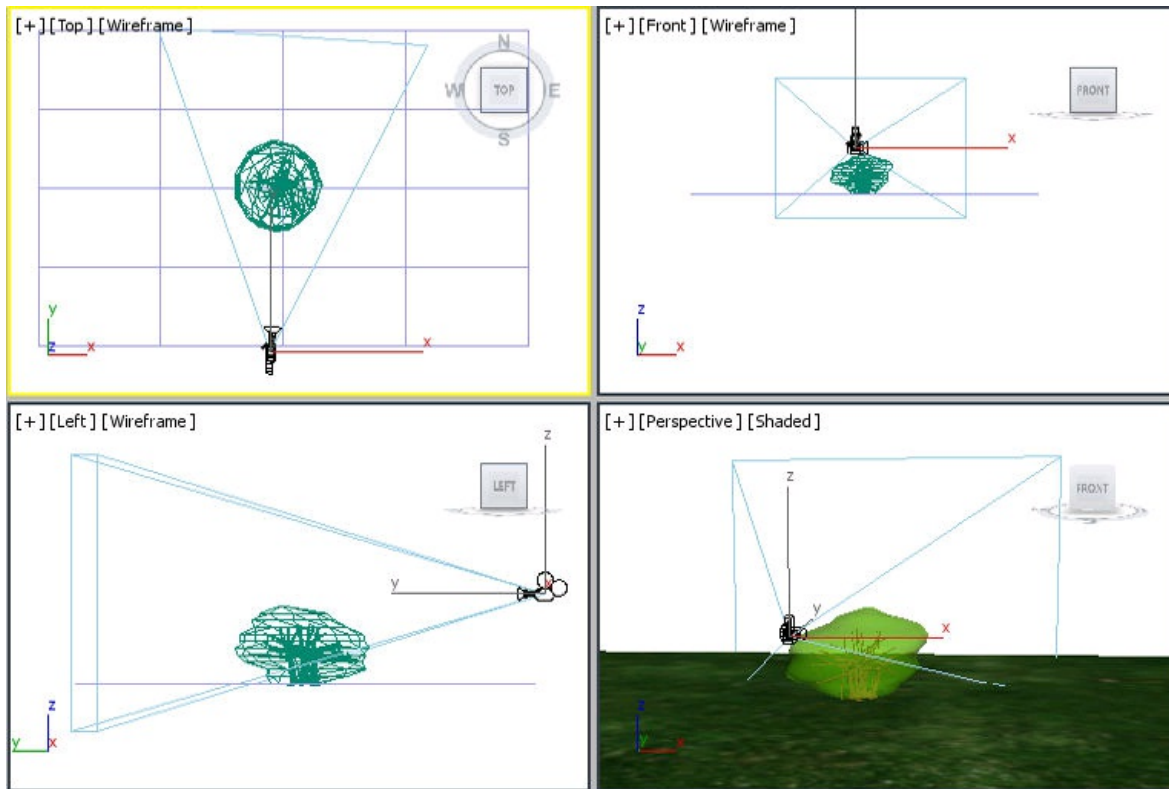 [+] [Top] [Wireframe]
N
W TOP E
S
y
z x
x
[+] [Front] [Wireframe]
FRONT
x
z
y x
[+] [Left] [Wireframe]
z
LEFT
y x
z
y x
[+] [Perspective] [Shaded]
FRONT
z
y
x
z
y x